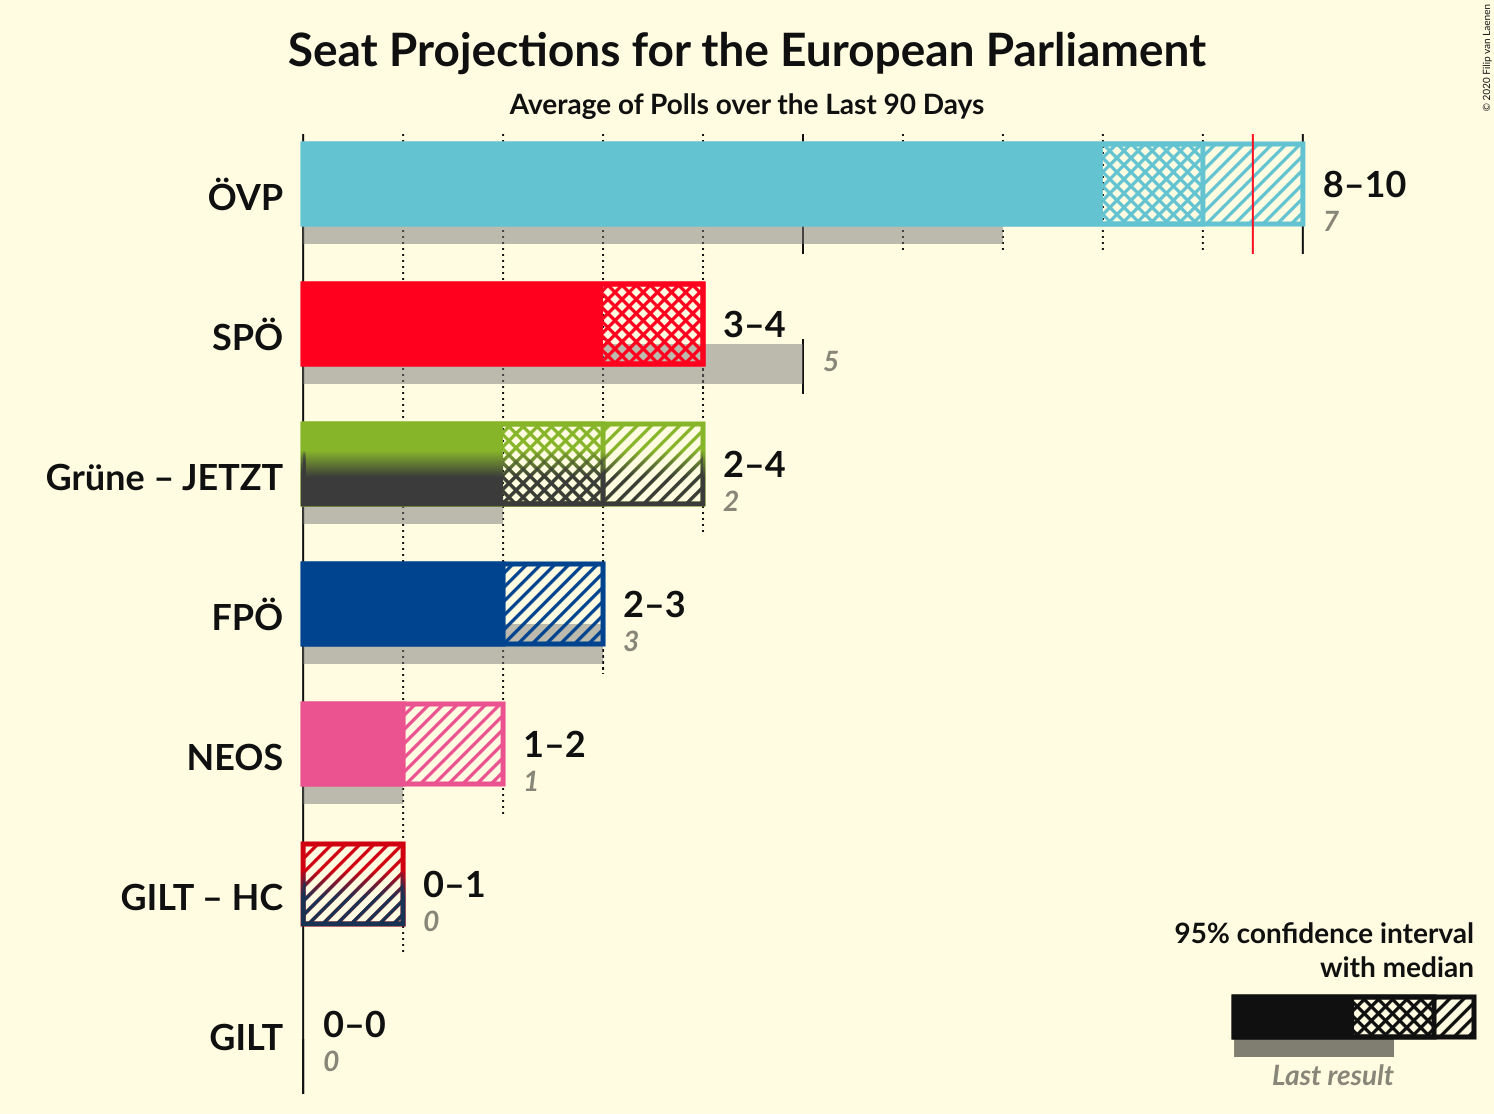 Seat Projections for the European Parliament
Average of Polls over the Last 90 Days
© 2020 Filip van Laenen
ÖVP
8–10
7
SPÖ
3–4
5
Grüne – JETZT
2–4
2
FPÖ
2–3
3
NEOS
1–2
1
GILT – HC
0–1
0
GILT
0–0
0
95% confidence interval
with median
Last result